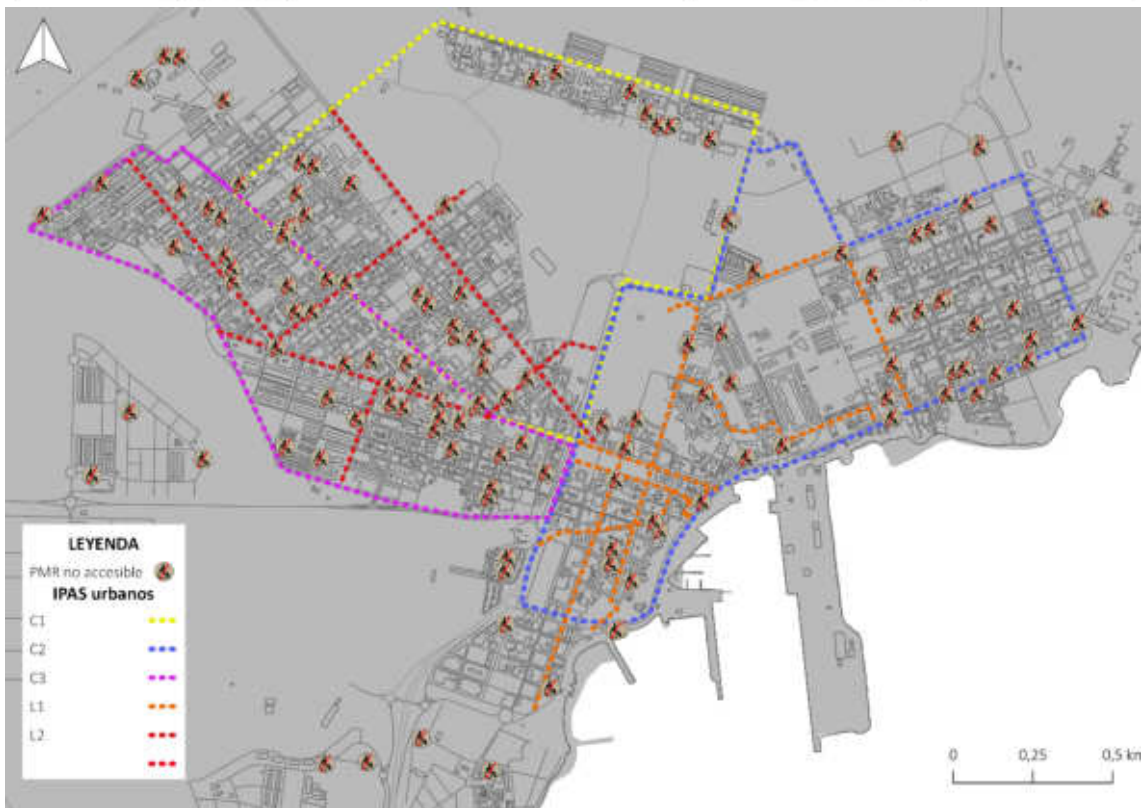 LEYENDA
PMR no accesible
IPAS urbanos
C1
C2
C3
L1
L2
0 0,25 0,5 km